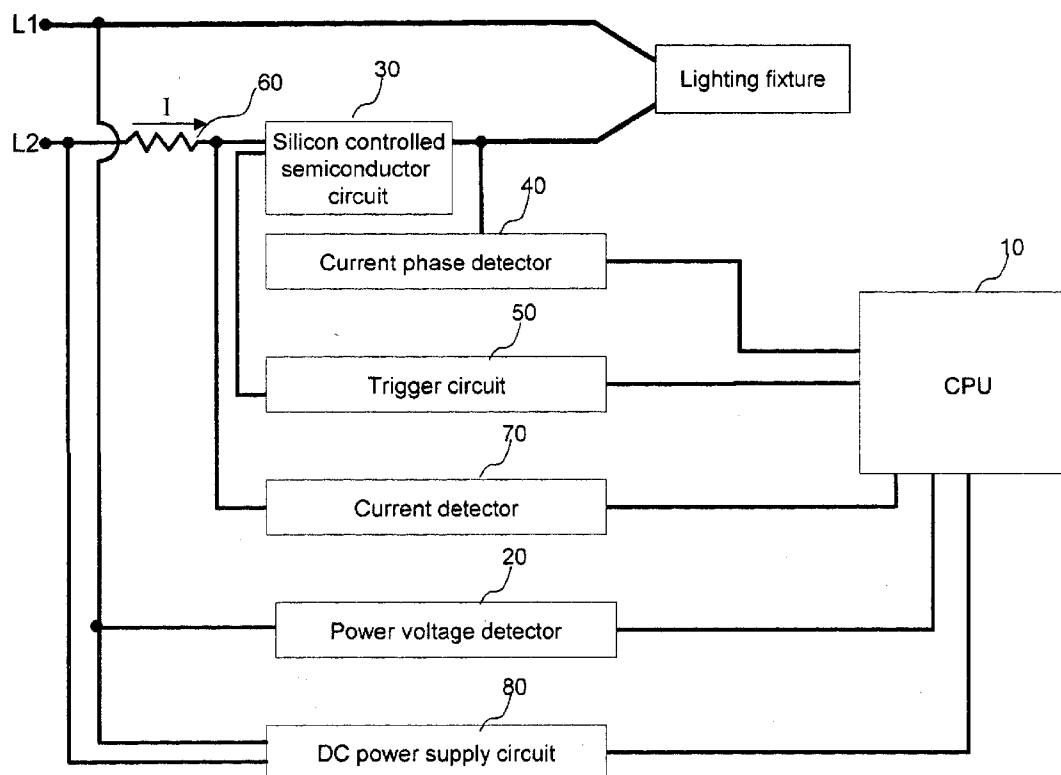 L1
Lighting fixture
30
60
I
L2
Silicon controlled
semiconductor
circuit
40
Current phase detector
10
50
Trigger circuit
CPU
70
Current detector
20
Power voltage detector
80
DC power supply circuit